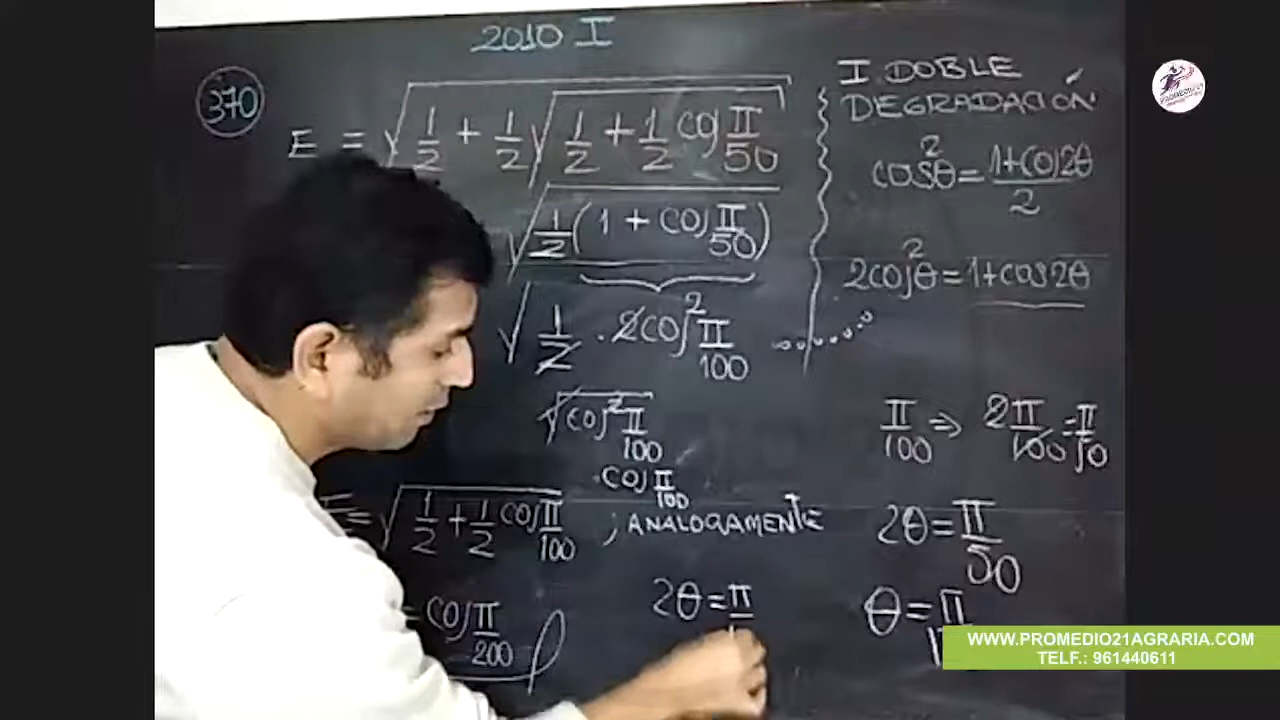 2010 I
370
E = √(1/2 + 1/2 √(1/2 + 1/2 cos π/50))
√(1/2 (1 + cos π/50))
√(1/2 · 2cos² π/100)
√(cos² π/100)
cos π/100
E = √(1/2 + 1/2 cos π/100) ; ANALOGAMENTE
= cos π/200
2θ = π
I. DOBLE
DEGRADACIÓN
cos²θ = (1+cos2θ)/2
2cos²θ = 1+cos2θ
π/100 ⇒ 2π/100 = π/50
2θ = π/50
θ = π
PROMEDIO21
WWW.PROMEDIO21AGRARIA.COM
TELF.: 961440611